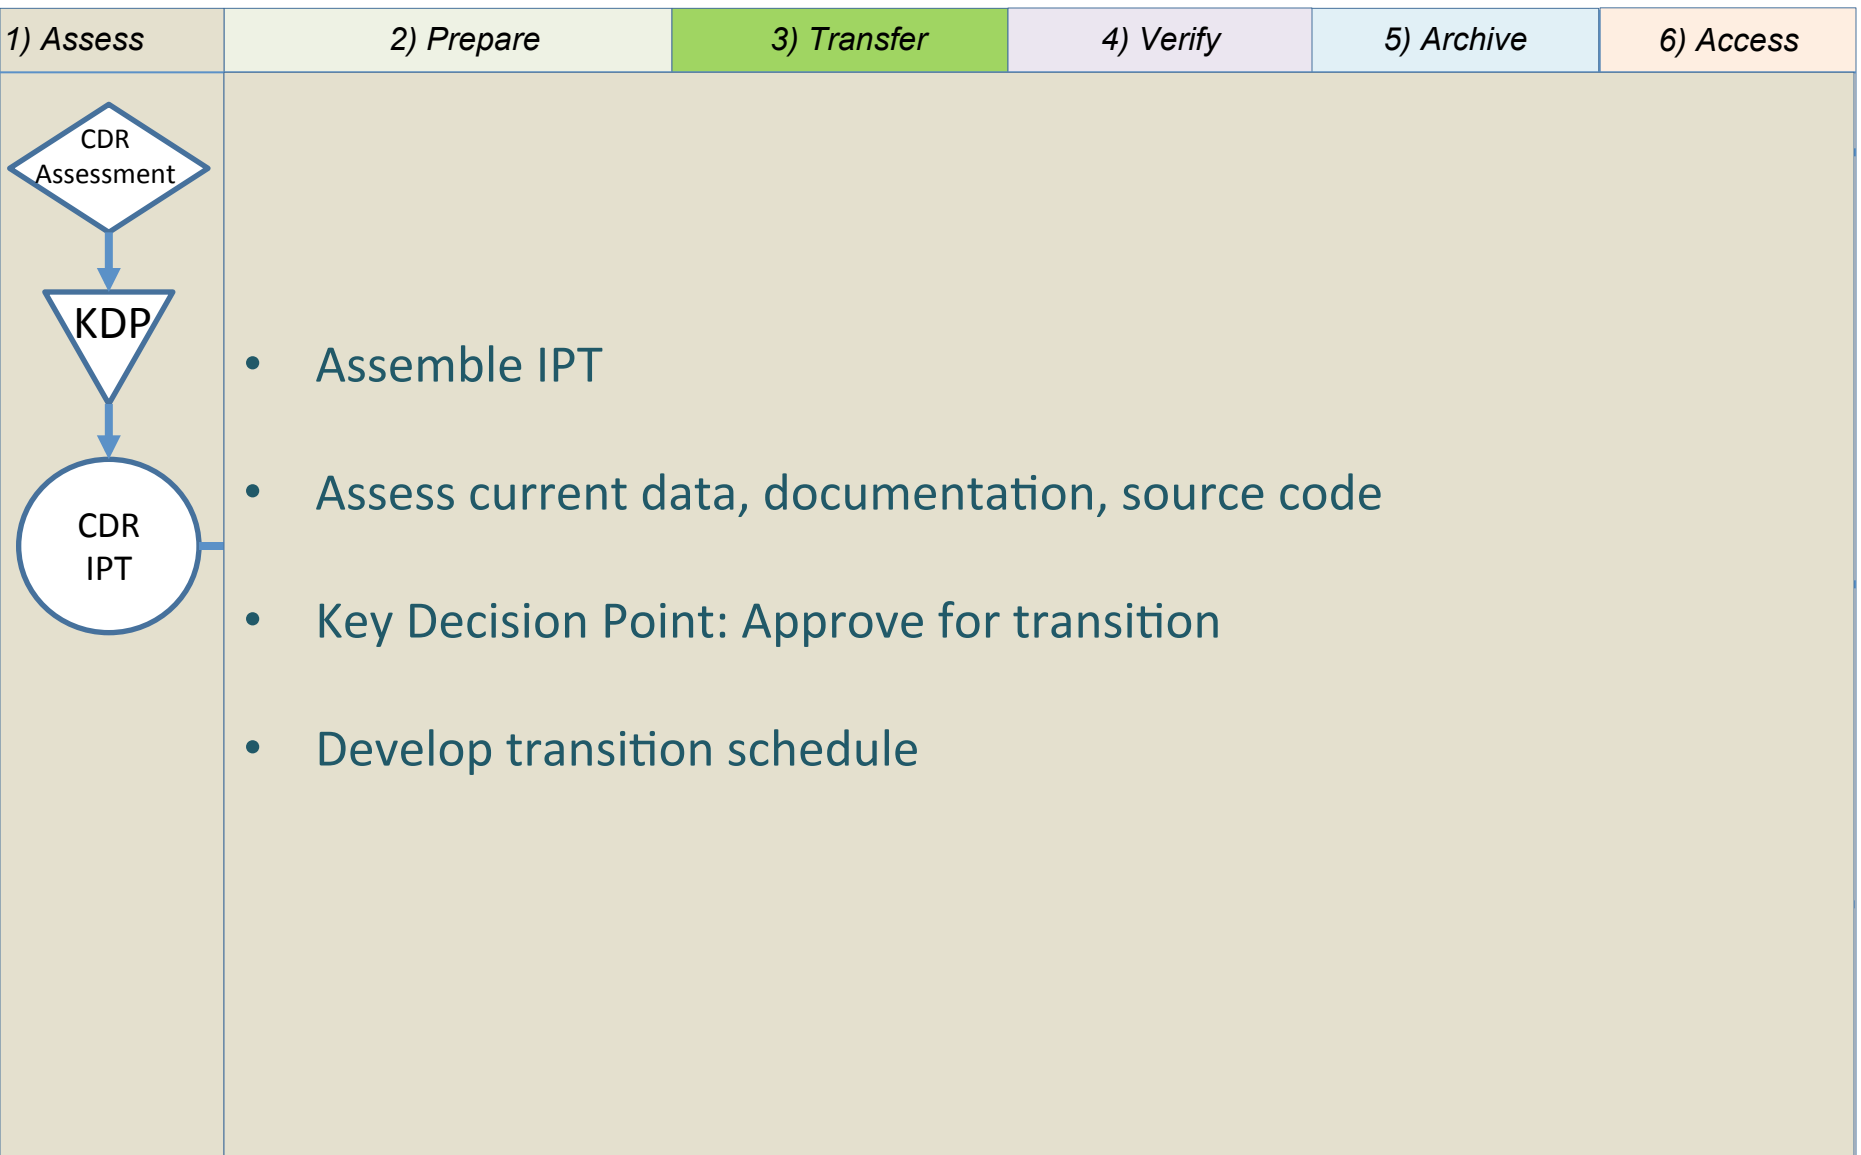 1) Assess
2) Prepare
3) Transfer
4) Verify
5) Archive
6) Access
CDR
Assessment
KDP
CDR
IPT
• Assemble IPT
• Assess current data, documentation, source code
• Key Decision Point: Approve for transition
• Develop transition schedule